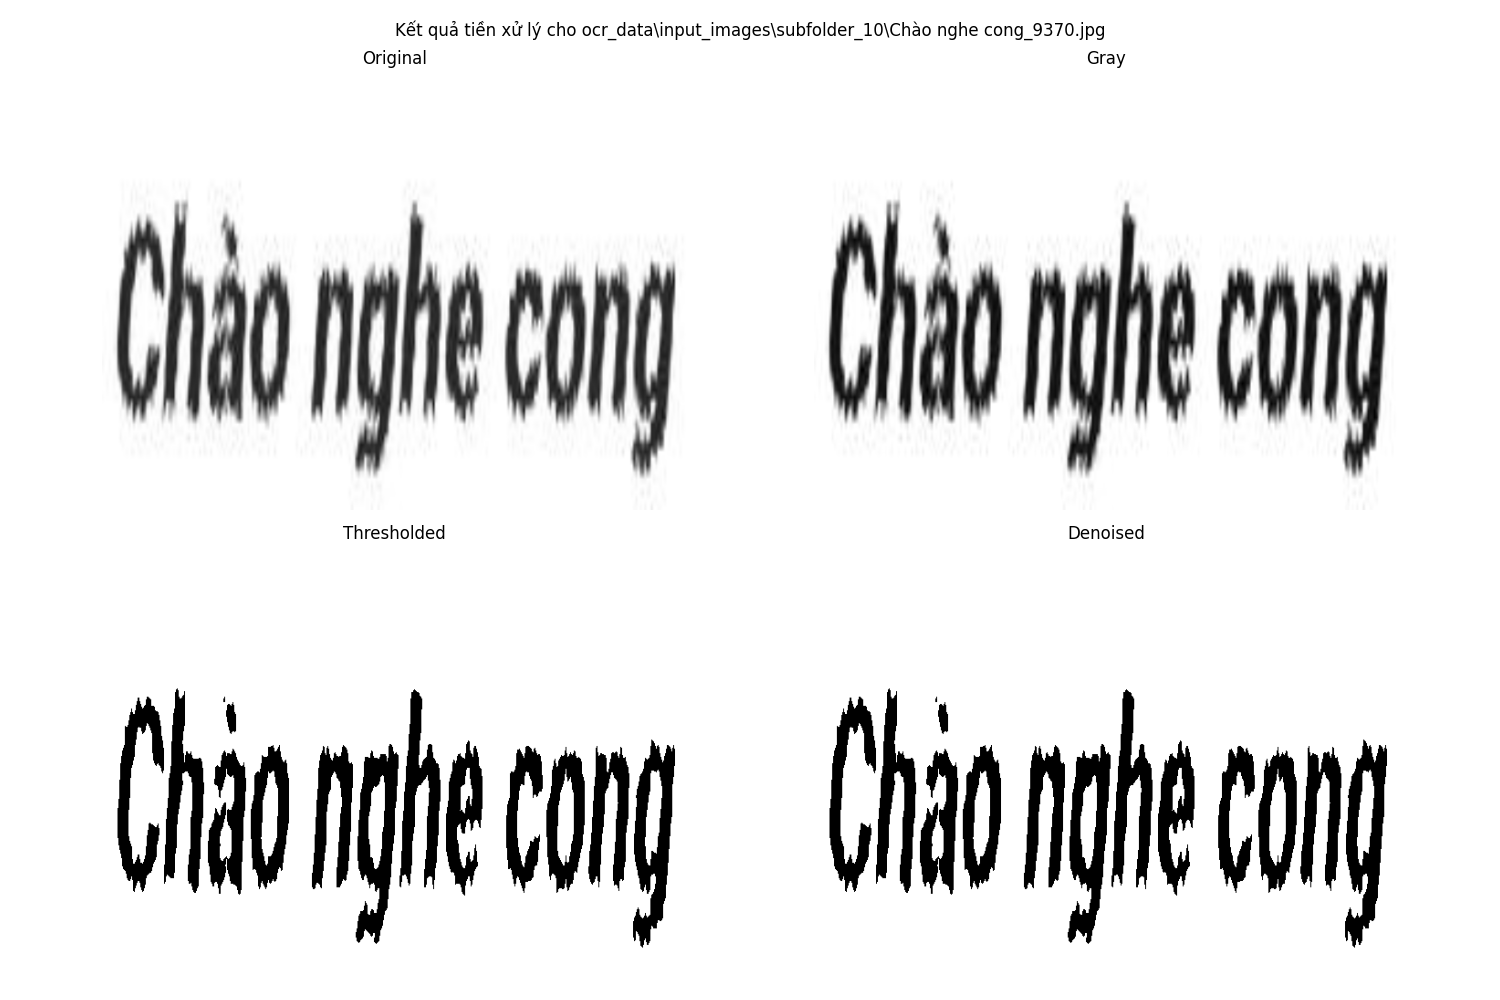 Kết quả tiền xử lý cho ocr_data\input_images\subfolder_10\Chào nghe cong_9370.jpg
Original
Gray
Chào nghe cong
Chào nghe cong
Thresholded
Denoised
Chào nghe cong
Chào nghe cong